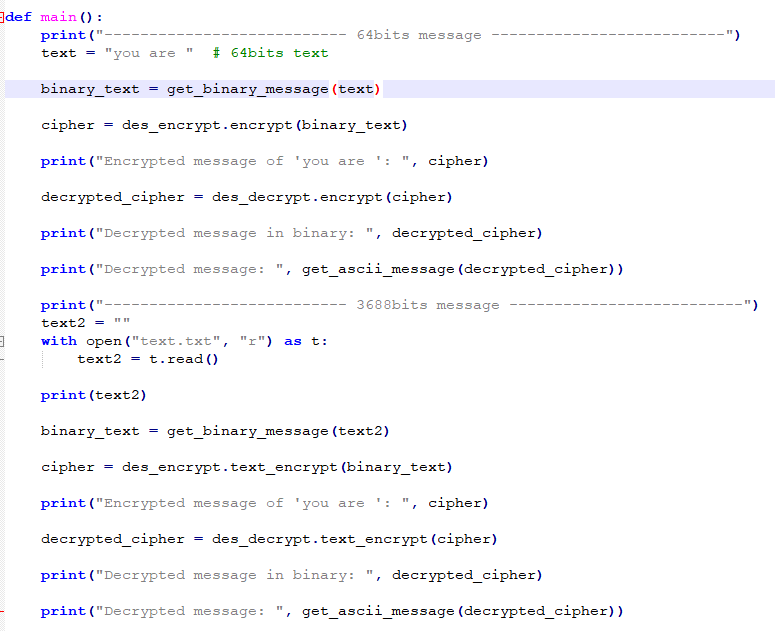 def main():
    print("--------------------------- 64bits message --------------------------")
    text = "you are "  # 64bits text
    binary_text = get_binary_message(text)
    cipher = des_encrypt.encrypt(binary_text)
    print("Encrypted message of 'you are ': ", cipher)
    decrypted_cipher = des_decrypt.encrypt(cipher)
    print("Decrypted message in binary: ", decrypted_cipher)
    print("Decrypted message: ", get_ascii_message(decrypted_cipher))
    print("--------------------------- 3688bits message --------------------------")
    text2 = ""
    with open("text.txt", "r") as t:
        text2 = t.read()
    print(text2)
    binary_text = get_binary_message(text2)
    cipher = des_encrypt.text_encrypt(binary_text)
    print("Encrypted message of 'you are ': ", cipher)
    decrypted_cipher = des_decrypt.text_encrypt(cipher)
    print("Decrypted message in binary: ", decrypted_cipher)
    print("Decrypted message: ", get_ascii_message(decrypted_cipher))